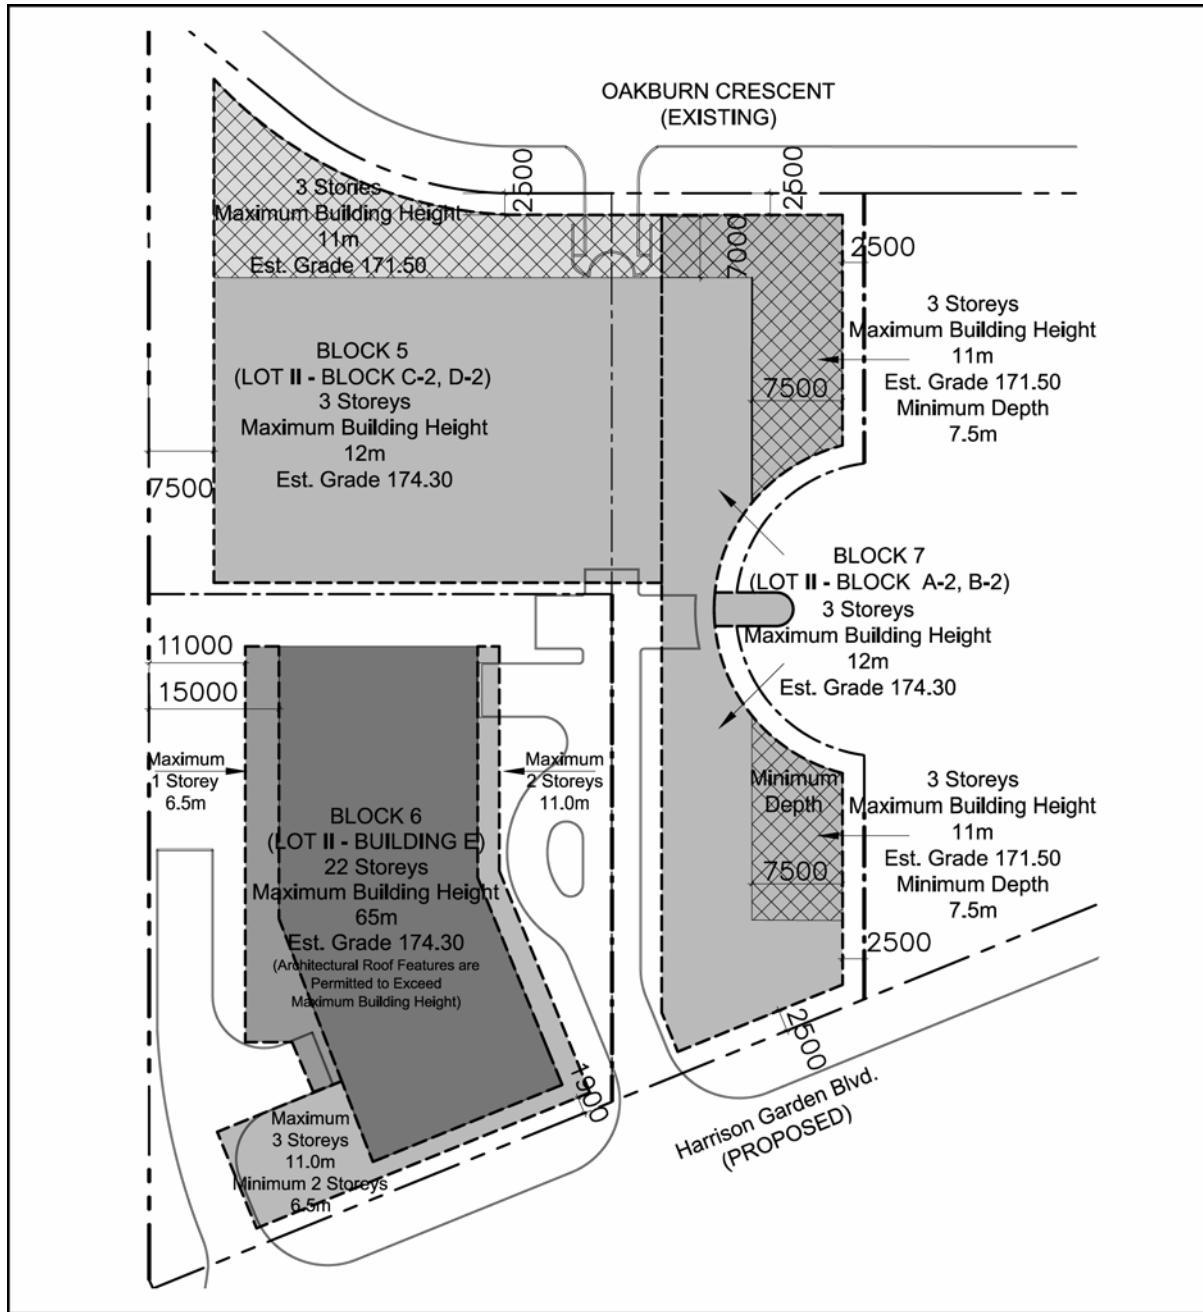 OAKBURN CRESCENT
(EXISTING)
2500
2500
3 Stories
Maximum Building Height
11m
Est. Grade 171.50
7000
2500
3 Storeys
Maximum Building Height
11m
Est. Grade 171.50
Minimum Depth
7.5m
7500
BLOCK 5
(LOT II - BLOCK C-2, D-2)
3 Storeys
Maximum Building Height
12m
Est. Grade 174.30
7500
BLOCK 7
(LOT II - BLOCK A-2, B-2)
3 Storeys
Maximum Building Height
12m
Est. Grade 174.30
11000
15000
Maximum
1 Storey
6.5m
Maximum
2 Storeys
11.0m
BLOCK 6
(LOT II - BUILDING E)
22 Storeys
Maximum Building Height
65m
Est. Grade 174.30
(Architectural Roof Features are
Permitted to Exceed
Maximum Building Height)
Minimum
Depth
7500
3 Storeys
Maximum Building Height
11m
Est. Grade 171.50
Minimum Depth
7.5m
2500
2500
1900
Maximum
3 Storeys
11.0m
Minimum 2 Storeys
6.5m
Harrison Garden Blvd.
(PROPOSED)